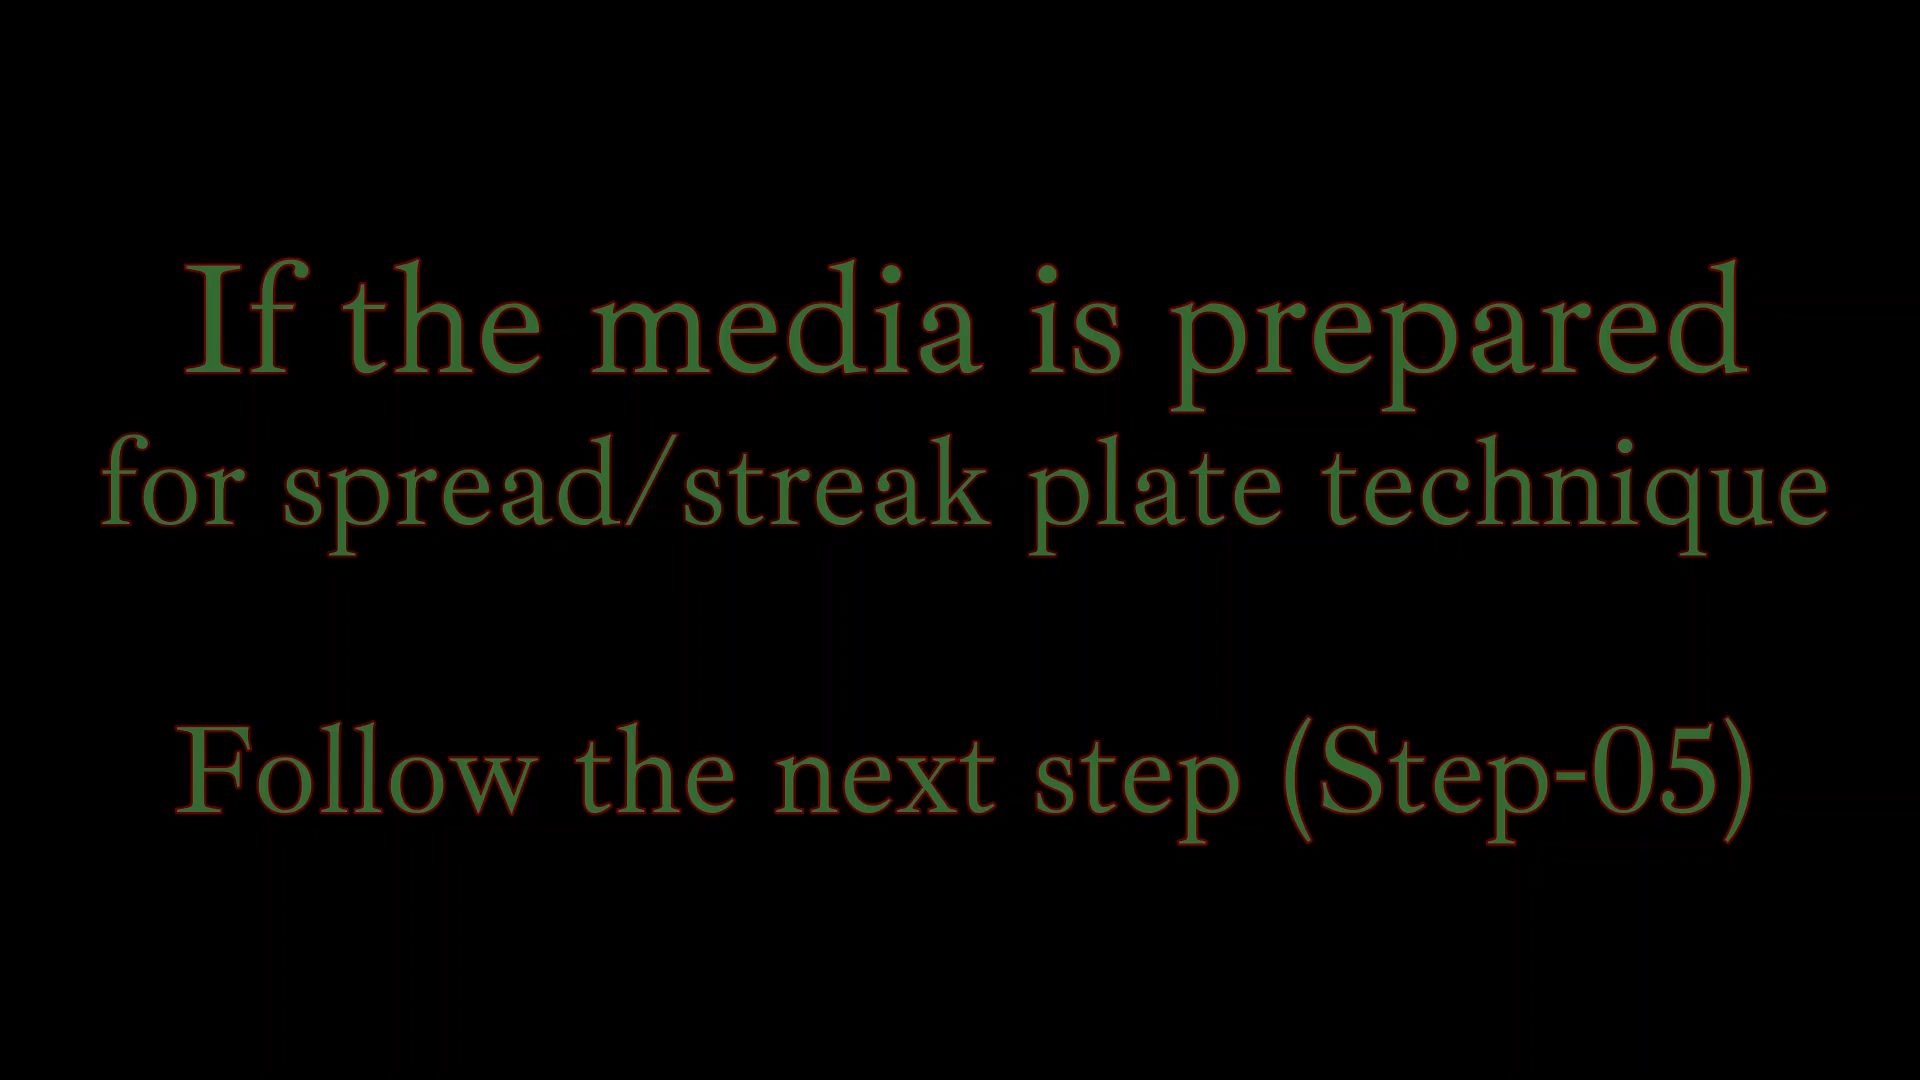 If the media is prepared
for spread/streak plate technique
Follow the next step (Step-05)